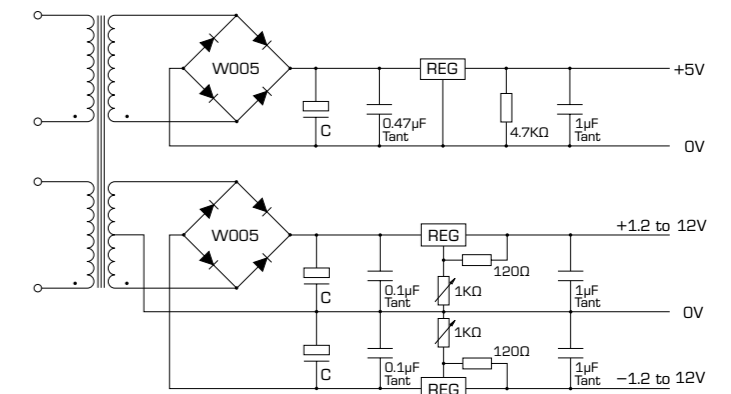 W005
REG
+5V
C
0.47µF
Tant
4.7KΩ
1µF
Tant
0V
W005
REG
+1.2 to 12V
120Ω
C
0.1µF
Tant
1KΩ
1µF
Tant
0V
1KΩ
120Ω
C
0.1µF
Tant
REG
1µF
Tant
−1.2 to 12V